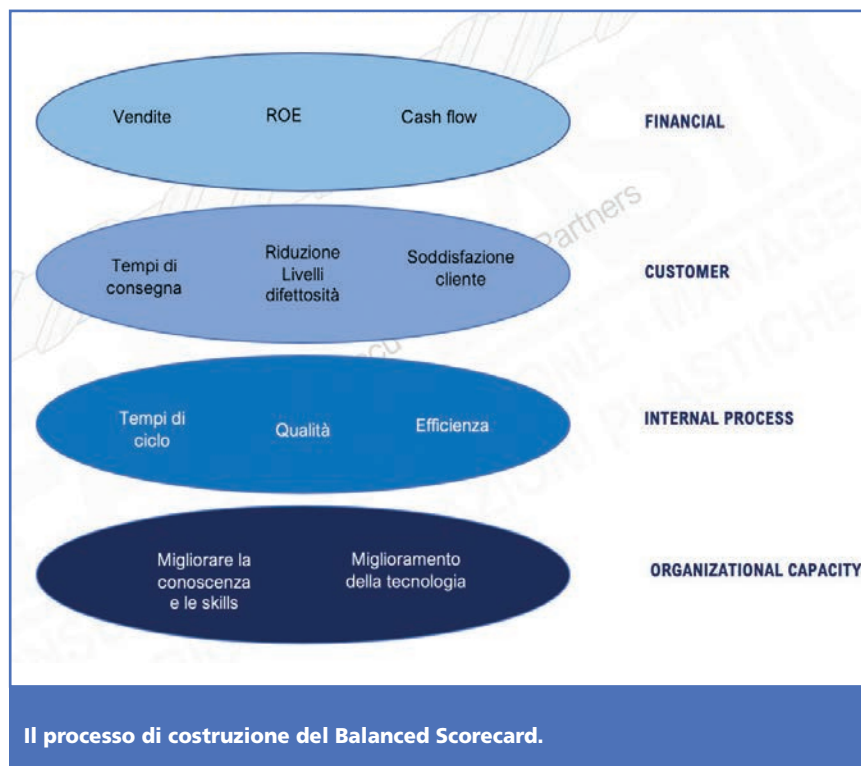 Vendite ROE Cash flow FINANCIAL
Tempi di
consegna
Riduzione
Livelli
difettosità
Soddisfazione
cliente
CUSTOMER
Partners
Tempi di
ciclo
Qualità
Efficienza
INTERNAL PROCESS
Migliorare la
conoscenza
e le skills
Miglioramento
della tecnologia
ORGANIZATIONAL CAPACITY
Il processo di costruzione del Balanced Scorecard.